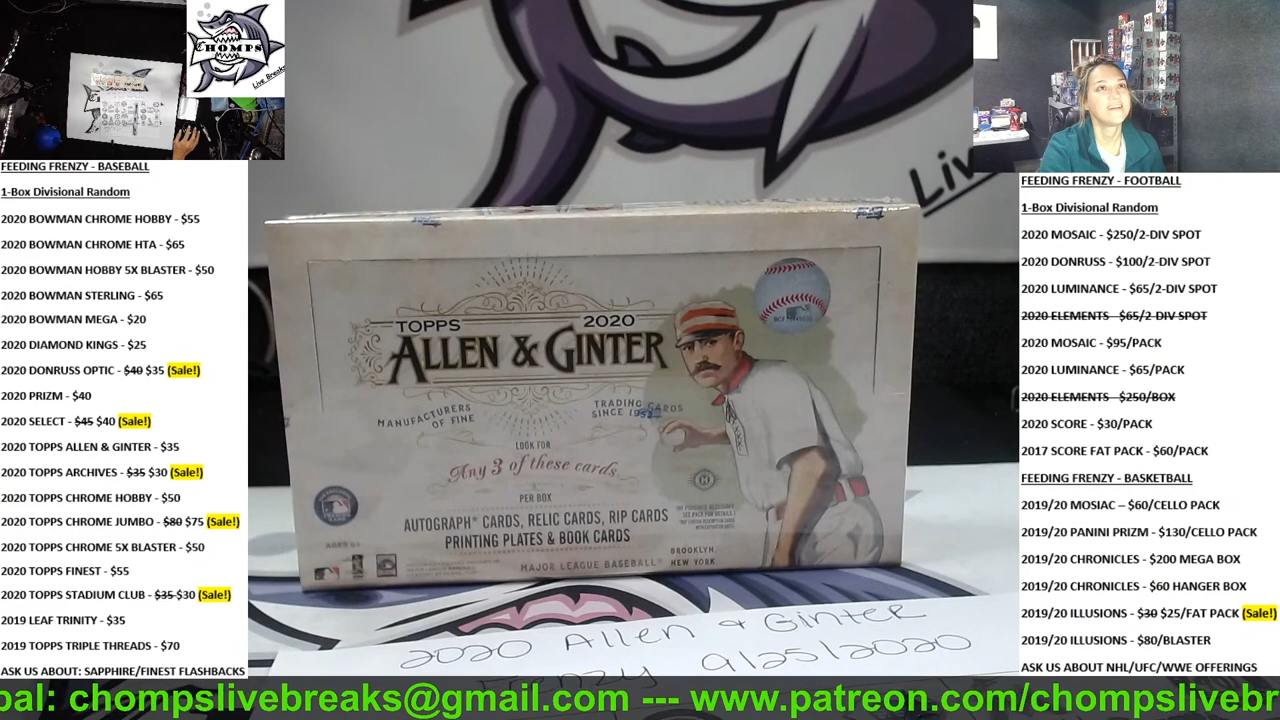 CHOMPS
Live Breaks
FEEDING FRENZY - BASEBALL
1-Box Divisional Random
2020 BOWMAN CHROME HOBBY - $55
2020 BOWMAN CHROME HTA - $65
2020 BOWMAN HOBBY 5X BLASTER - $50
2020 BOWMAN STERLING - $65
2020 BOWMAN MEGA - $20
2020 DIAMOND KINGS - $25
2020 DONRUSS OPTIC - $40 $35 (Sale!)
2020 PRIZM - $40
2020 SELECT - $45 $40 (Sale!)
2020 TOPPS ALLEN & GINTER - $35
2020 TOPPS ARCHIVES - $35 $30 (Sale!)
2020 TOPPS CHROME HOBBY - $50
2020 TOPPS CHROME JUMBO - $80 $75 (Sale!)
2020 TOPPS CHROME 5X BLASTER - $50
2020 TOPPS FINEST - $55
2020 TOPPS STADIUM CLUB - $35 $30 (Sale!)
2019 LEAF TRINITY - $35
2019 TOPPS TRIPLE THREADS - $70
ASK US ABOUT: SAPPHIRE/FINEST FLASHBACKS
Liv
TOPPS 2020
ALLEN & GINTER
MANUFACTURERS OF FINE
TRADING CARDS SINCE 1952
LOOK FOR
Any 3 of these cards
PER BOX
AUTOGRAPH* CARDS, RELIC CARDS, RIP CARDS
PRINTING PLATES & BOOK CARDS
BROOKLYN,
NEW YORK
MAJOR LEAGUE BASEBALL
AGES 6+
2020 Allen & Ginter
Frenzy 9/25/2020
FEEDING FRENZY - FOOTBALL
1-Box Divisional Random
2020 MOSAIC - $250/2-DIV SPOT
2020 DONRUSS - $100/2-DIV SPOT
2020 LUMINANCE - $65/2-DIV SPOT
2020 ELEMENTS - $65/2-DIV SPOT
2020 MOSAIC - $95/PACK
2020 LUMINANCE - $65/PACK
2020 ELEMENTS - $250/BOX
2020 SCORE - $30/PACK
2017 SCORE FAT PACK - $60/PACK
FEEDING FRENZY - BASKETBALL
2019/20 MOSIAC – $60/CELLO PACK
2019/20 PANINI PRIZM - $130/CELLO PACK
2019/20 CHRONICLES - $200 MEGA BOX
2019/20 CHRONICLES - $60 HANGER BOX
2019/20 ILLUSIONS - $30 $25/FAT PACK (Sale!)
2019/20 ILLUSIONS - $80/BLASTER
ASK US ABOUT NHL/UFC/WWE OFFERINGS
pal: chompslivebreaks@gmail.com --- www.patreon.com/chompslivebr